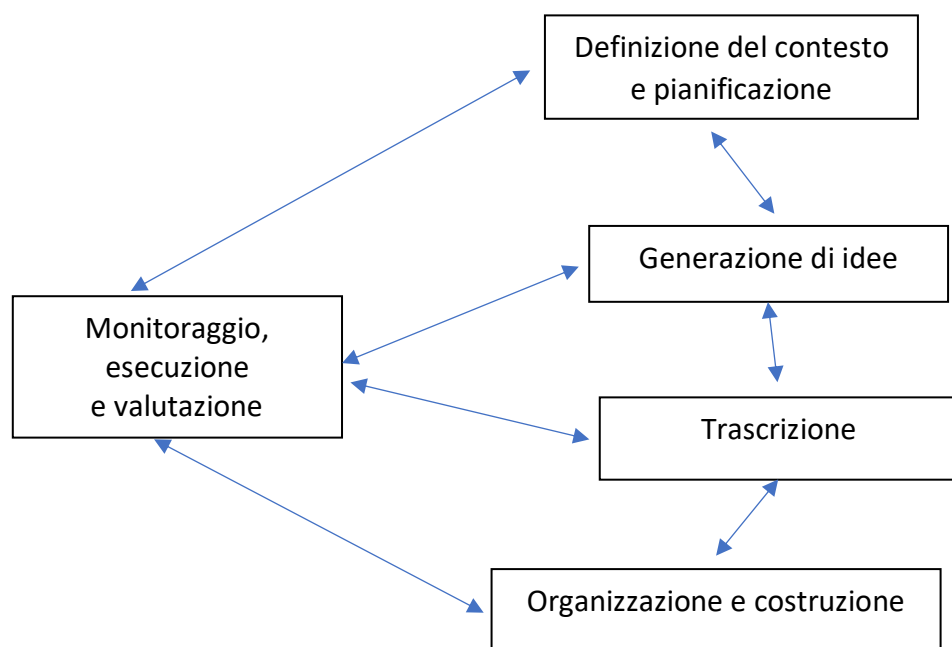 Definizione del contesto
e pianificazione
Generazione di idee
Monitoraggio,
esecuzione
e valutazione
Trascrizione
Organizzazione e costruzione